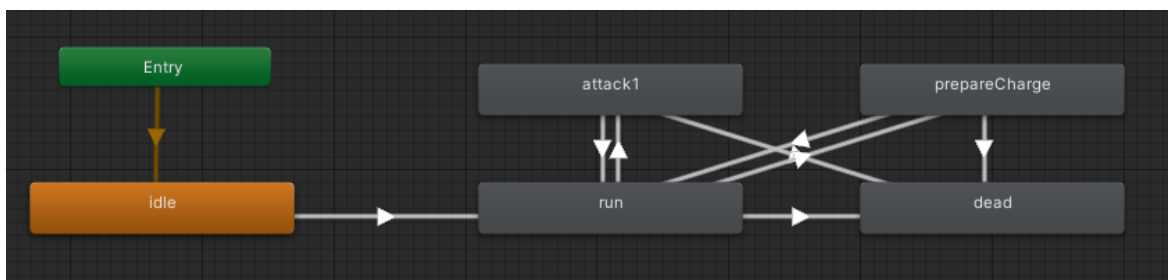 Entry
attack1
prepareCharge
idle
run
dead